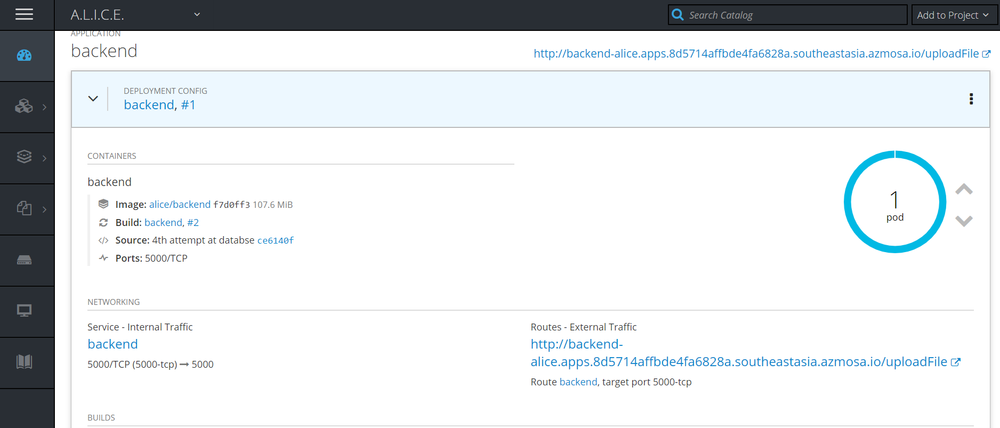 A.L.I.C.E.
Search Catalog
Add to Project
APPLICATION
backend
http://backend-alice.apps.8d5714affbde4fa6828a.southeastasia.azmosa.io/uploadFile
DEPLOYMENT CONFIG
backend, #1
CONTAINERS
backend
Image: alice/backend f7d0ff3 107.6 MiB
Build: backend, #2
Source: 4th attempt at databse ce6140f
Ports: 5000/TCP
1
pod
NETWORKING
Service - Internal Traffic
backend
5000/TCP (5000-tcp) → 5000
Routes - External Traffic
http://backend-
alice.apps.8d5714affbde4fa6828a.southeastasia.azmosa.io/uploadFile
Route backend, target port 5000-tcp
BUILDS